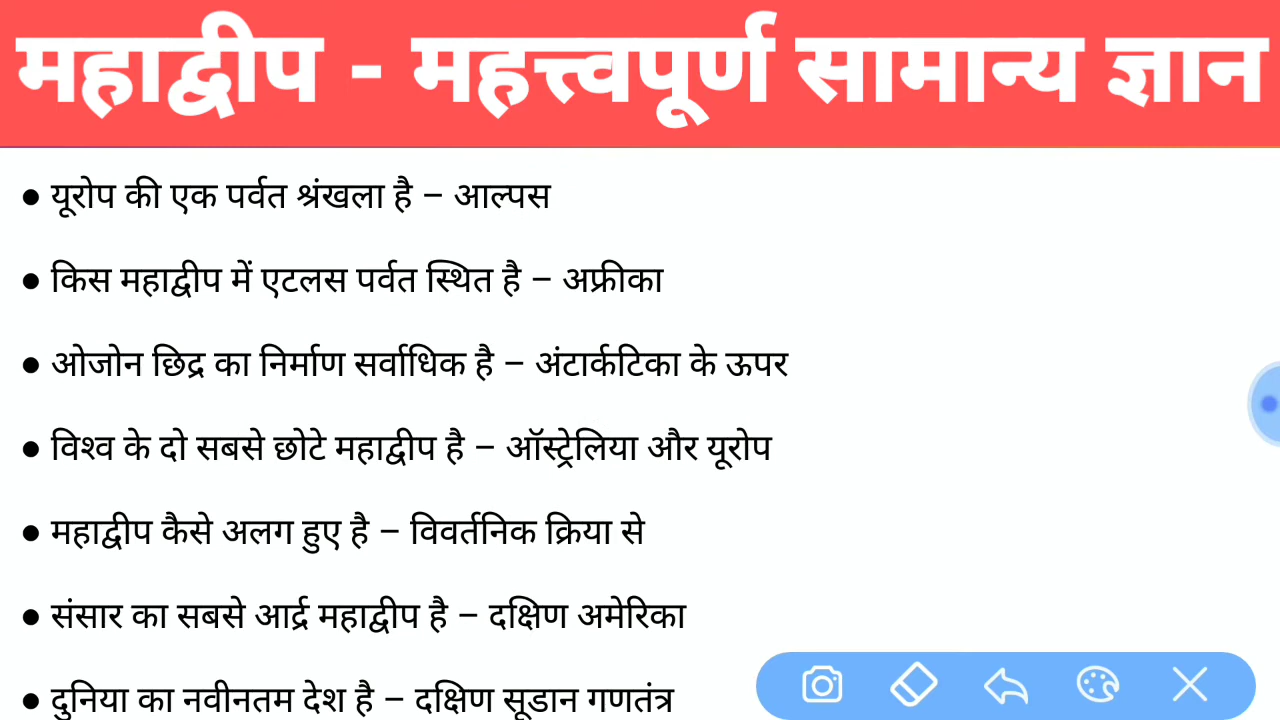 महाद्वीप - महत्त्वपूर्ण सामान्य ज्ञान
● यूरोप की एक पर्वत श्रंखला है – आल्पस
● किस महाद्वीप में एटलस पर्वत स्थित है – अफ्रीका
● ओजोन छिद्र का निर्माण सर्वाधिक है – अंटार्कटिका के ऊपर
● विश्व के दो सबसे छोटे महाद्वीप है – ऑस्ट्रेलिया और यूरोप
● महाद्वीप कैसे अलग हुए है – विवर्तनिक क्रिया से
● संसार का सबसे आर्द्र महाद्वीप है – दक्षिण अमेरिका
● दुनिया का नवीनतम देश है – दक्षिण सूडान गणतंत्र